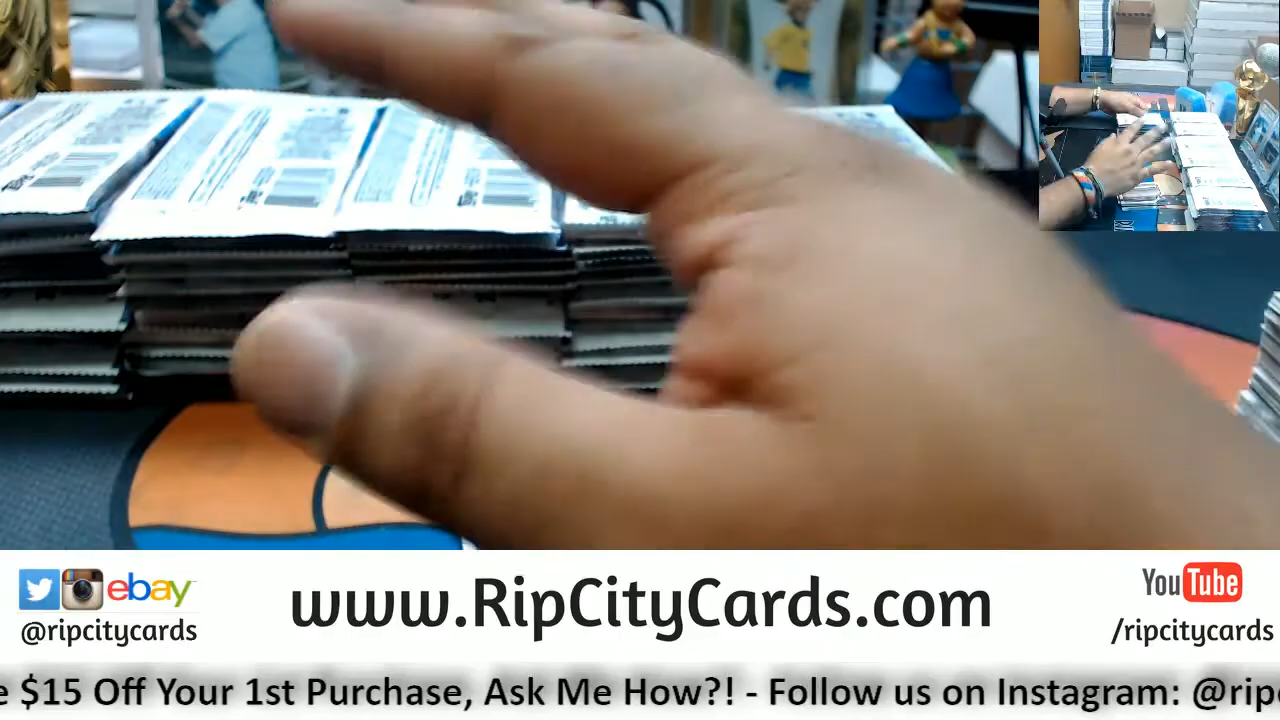 ebay
@ripcitycards
www.RipCityCards.com
YouTube
/ripcitycards
$15 Off Your 1st Purchase, Ask Me How?! - Follow us on Instagram: